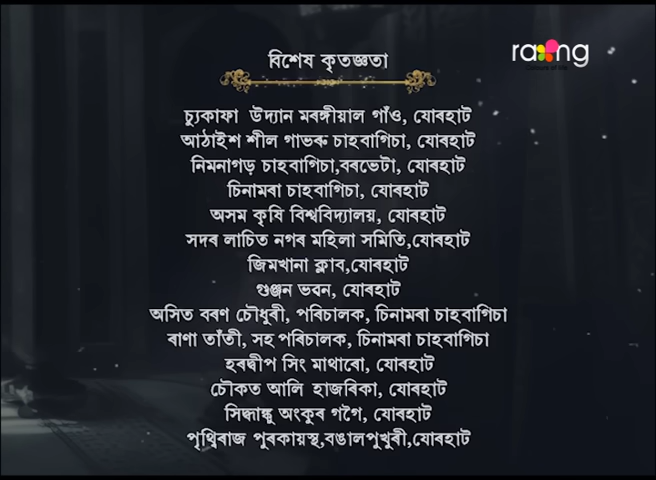 rang
বিশেষ কৃতজ্ঞতা
চ্যুকাফা উদ্যান মৰঙ্গীয়াল গাঁও, যোৰহাট
আঠাইশ শীল গাভৰু চাহবাগিচা, যোৰহাট
নিমনাগড় চাহবাগিচা,বৰভেটা, যোৰহাট
চিনামৰা চাহবাগিচা, যোৰহাট
অসম কৃষি বিশ্ববিদ্যালয়, যোৰহাট
সদৰ লাচিত নগৰ মহিলা সমিতি,যোৰহাট
জিমখানা ক্লাব,যোৰহাট
গুঞ্জন ভৱন, যোৰহাট
অসিত বৰণ চৌধুৰী, পৰিচালক, চিনামৰা চাহবাগিচা
ৰাণা তাঁতী, সহ পৰিচালক, চিনামৰা চাহবাগিচা
হৰদ্বীপ সিং মাথাৰো, যোৰহাট
চৌকত আলি হাজৰিকা, যোৰহাট
সিদ্ধাঙ্কু অংকুৰ গগৈ, যোৰহাট
পৃথ্বিৰাজ পুৰকায়স্থ,বঙালপুখুৰী,যোৰহাট